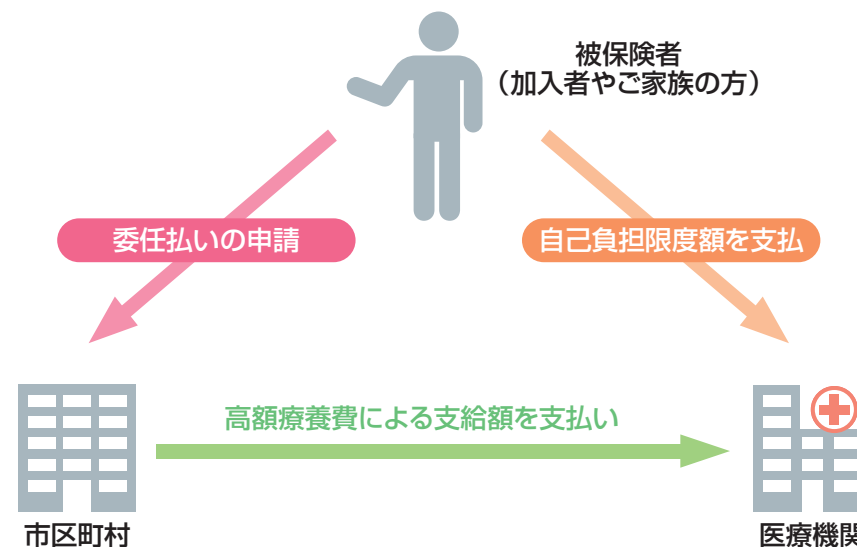 被保険者
（加入者やご家族の方）
委任払いの申請
自己負担限度額を支払
高額療養費による支給額を支払い
市区町村
医療機関